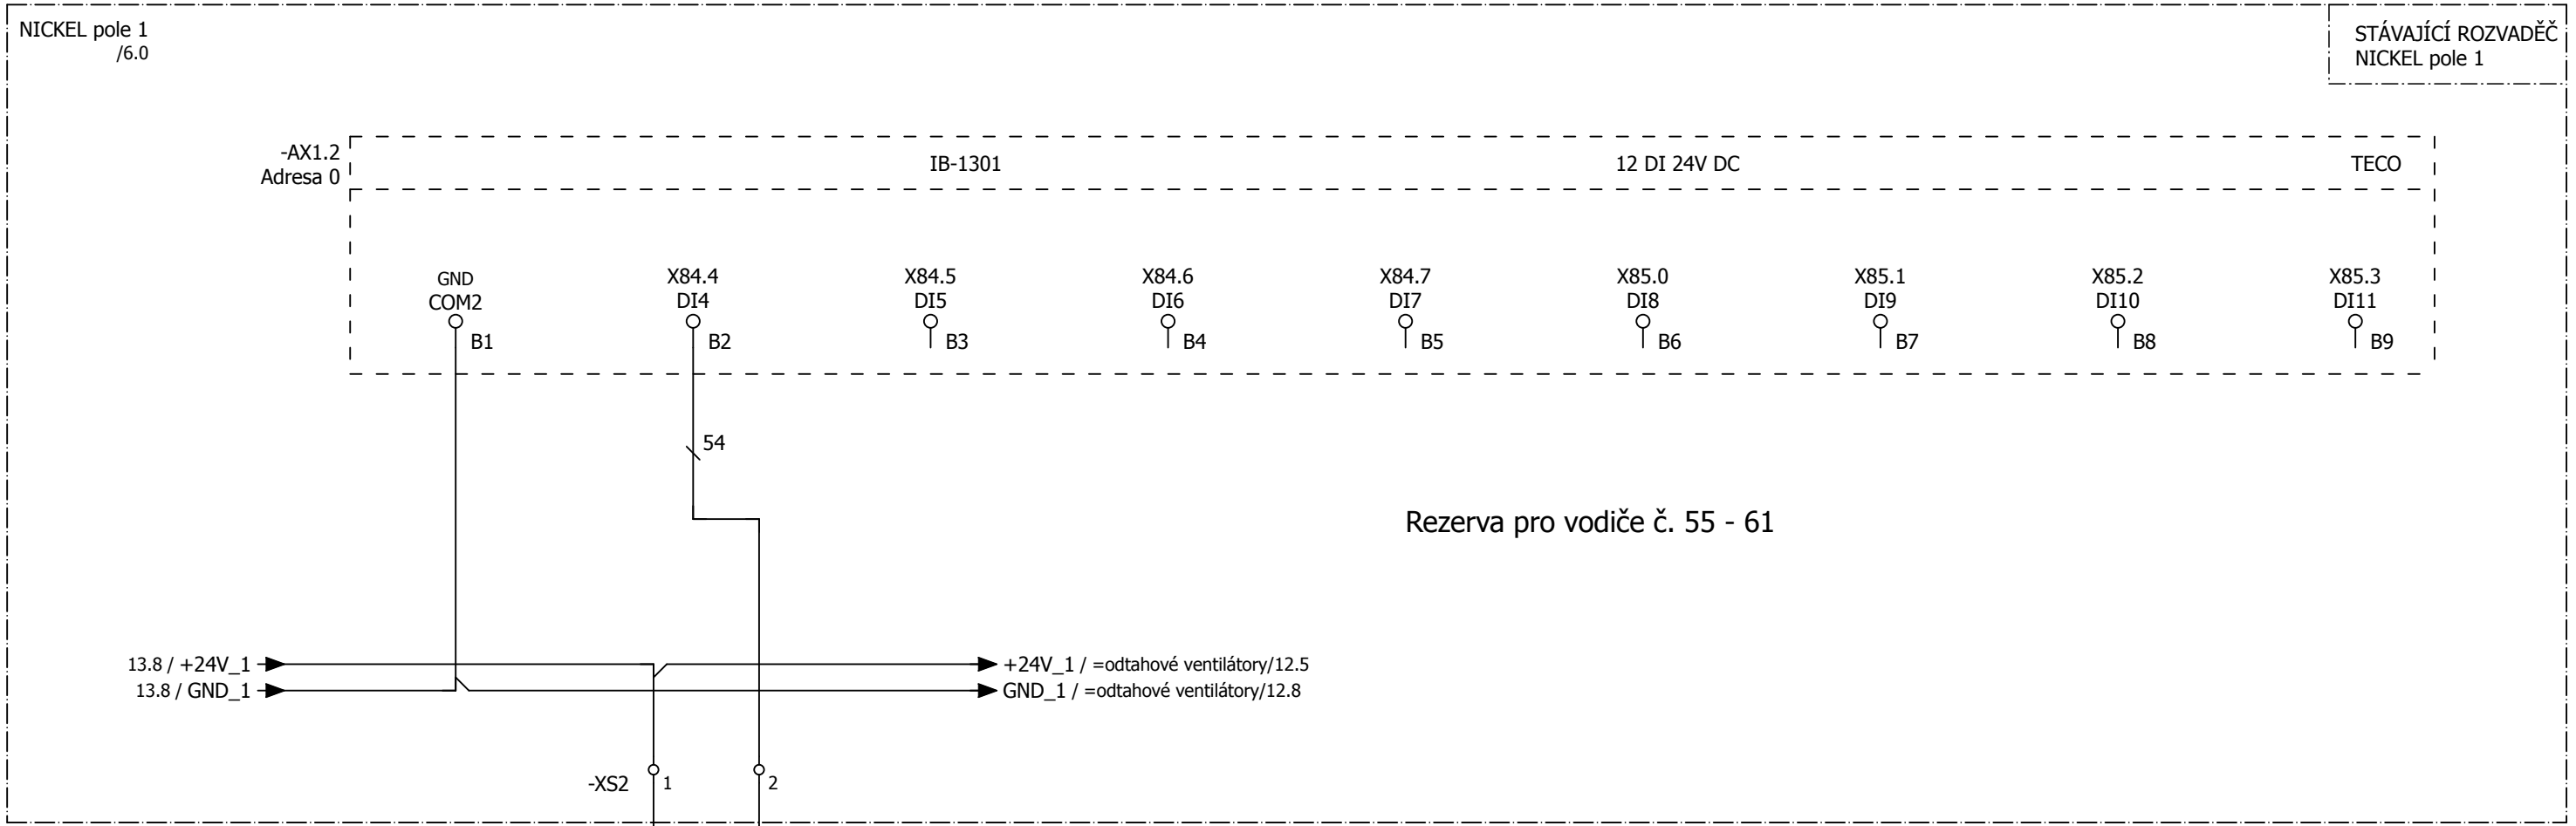 NICKEL pole 1
/6.0
STÁVAJÍCÍ ROZVADĚČ
NICKEL pole 1
-AX1.2
Adresa 0
IB-1301
12 DI 24V DC
TECO
GND
COM2
B1
X84.4
DI4
B2
X84.5
DI5
B3
X84.6
DI6
B4
X84.7
DI7
B5
X85.0
DI8
B6
X85.1
DI9
B7
X85.2
DI10
B8
X85.3
DI11
B9
54
Rezerva pro vodiče č. 55 - 61
13.8 / +24V_1
+24V_1 / =odtahové ventilátory/12.5
13.8 / GND_1
GND_1 / =odtahové ventilátory/12.8
-XS2
1
2